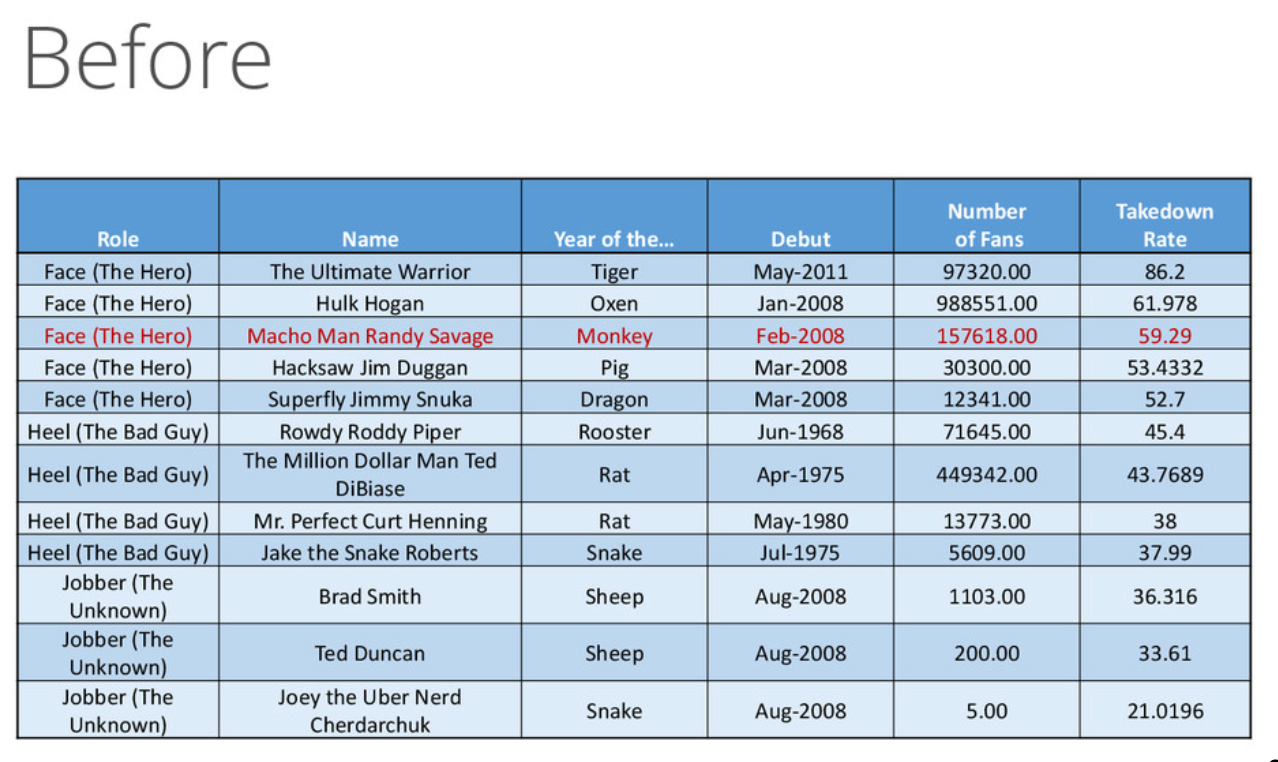 Before
Role Name Year of the... Debut Number of Fans Takedown Rate
Face (The Hero) The Ultimate Warrior Tiger May-2011 97320.00 86.2
Face (The Hero) Hulk Hogan Oxen Jan-2008 988551.00 61.978
Face (The Hero) Macho Man Randy Savage Monkey Feb-2008 157618.00 59.29
Face (The Hero) Hacksaw Jim Duggan Pig Mar-2008 30300.00 53.4332
Face (The Hero) Superfly Jimmy Snuka Dragon Mar-2008 12341.00 52.7
Heel (The Bad Guy) Rowdy Roddy Piper Rooster Jun-1968 71645.00 45.4
Heel (The Bad Guy) The Million Dollar Man Ted DiBiase Rat Apr-1975 449342.00 43.7689
Heel (The Bad Guy) Mr. Perfect Curt Henning Rat May-1980 13773.00 38
Heel (The Bad Guy) Jake the Snake Roberts Snake Jul-1975 5609.00 37.99
Jobber (The Unknown) Brad Smith Sheep Aug-2008 1103.00 36.316
Jobber (The Unknown) Ted Duncan Sheep Aug-2008 200.00 33.61
Jobber (The Unknown) Joey the Uber Nerd Cherdarchuk Snake Aug-2008 5.00 21.0196